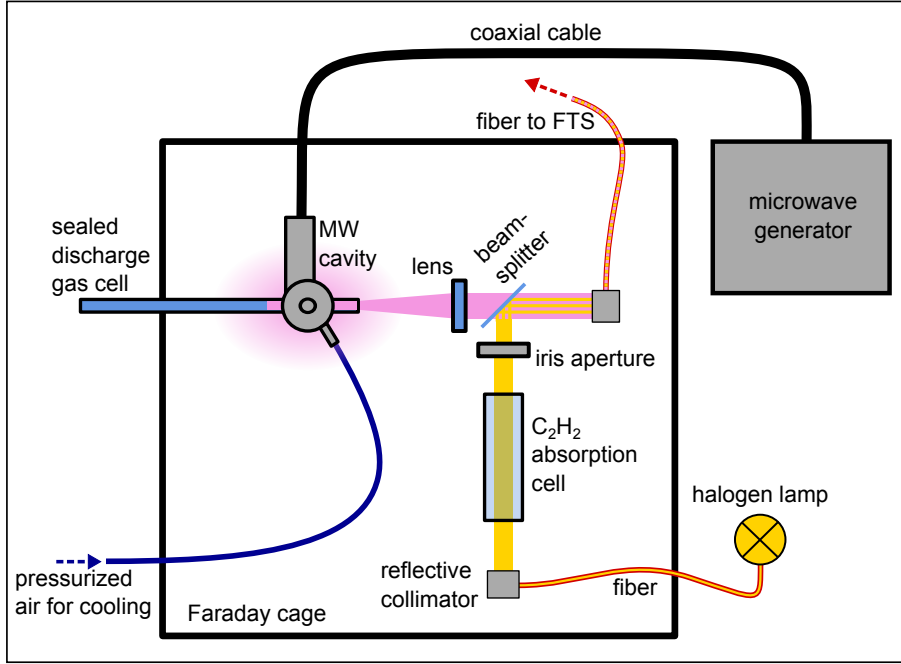 coaxial cable
fiber to FTS
microwave
generator
sealed
discharge
gas cell
MW
cavity
lens
beam-
splitter
iris aperture
C₂H₂
absorption
cell
halogen lamp
reflective
collimator
fiber
pressurized
air for cooling
Faraday cage